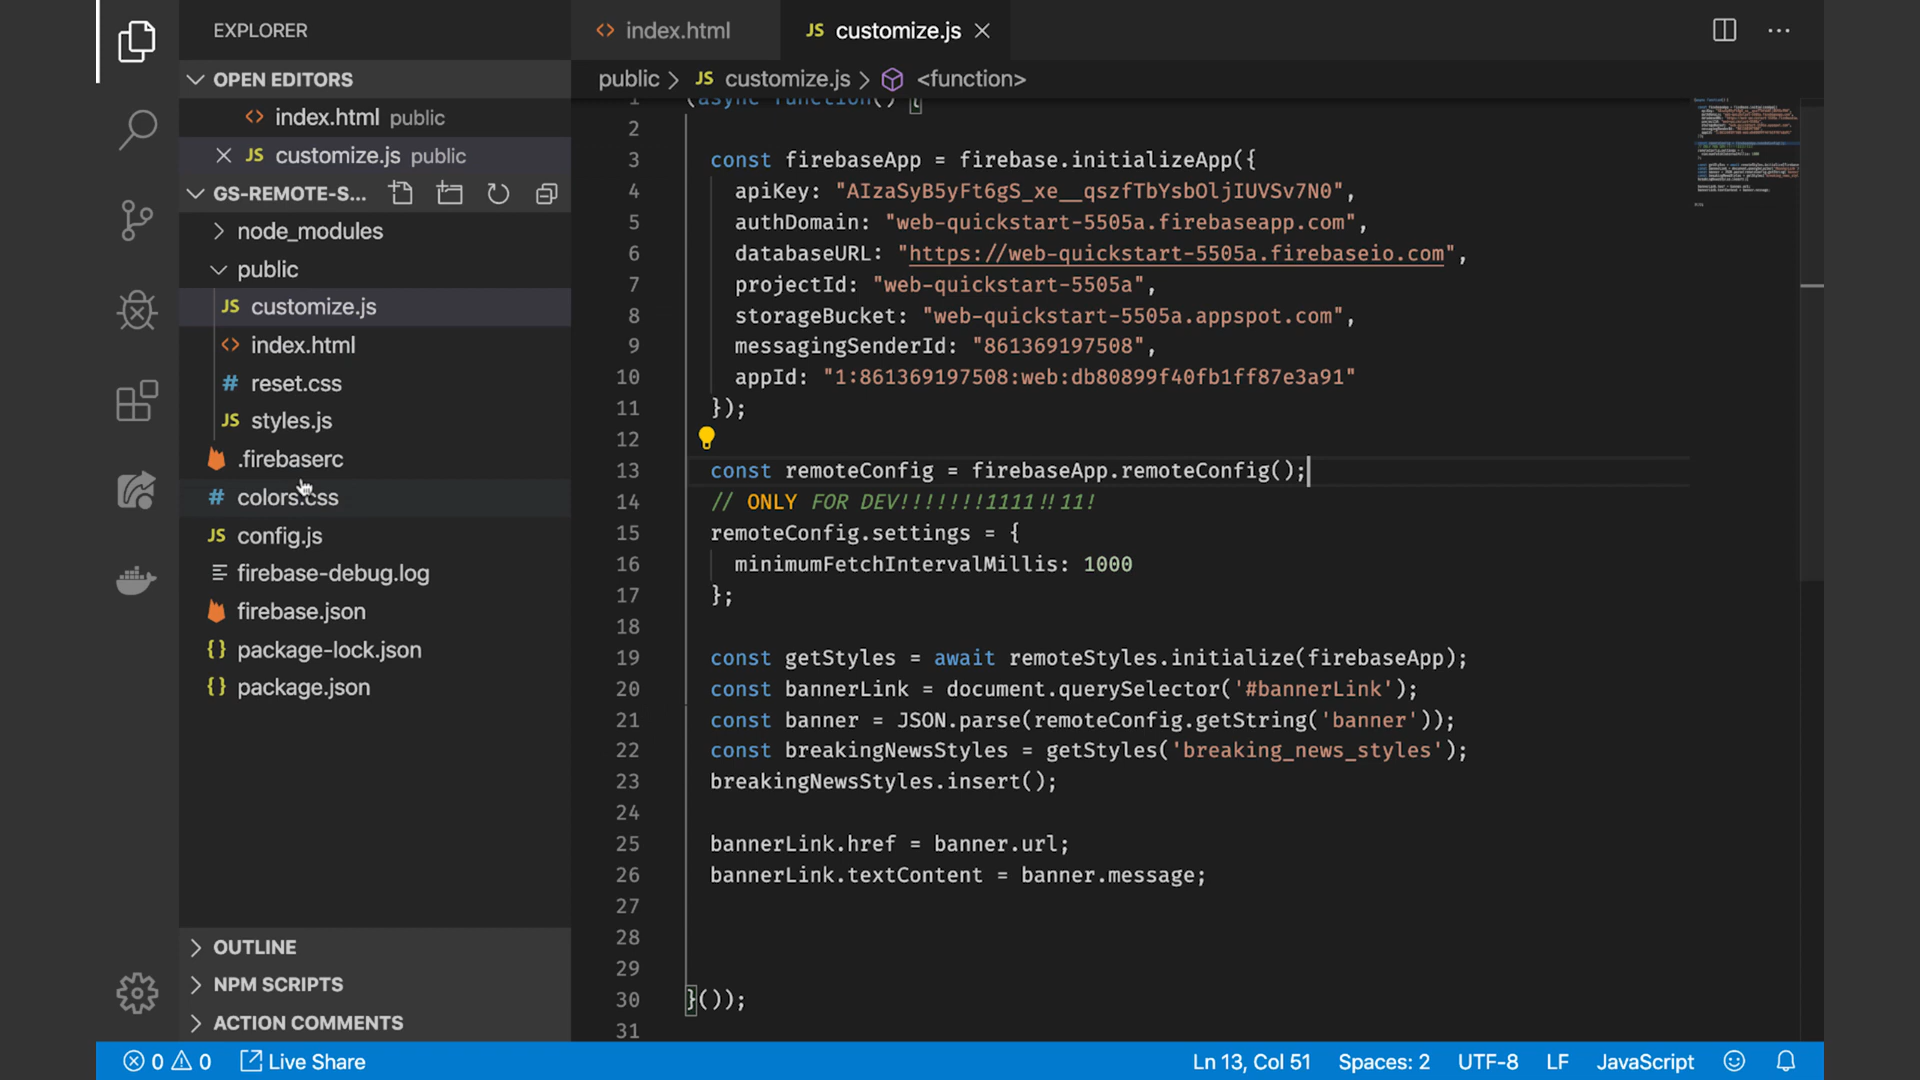 EXPLORER
OPEN EDITORS
index.html public
customize.js public
GS-REMOTE-S...
node_modules
public
JS customize.js
<> index.html
# reset.css
JS styles.js
.firebaserc
# colors.css
JS config.js
firebase-debug.log
firebase.json
{} package-lock.json
{} package.json
OUTLINE
NPM SCRIPTS
ACTION COMMENTS
<> index.html
JS customize.js
public > JS customize.js > <function>
1 (async function() {
2
3 const firebaseApp = firebase.initializeApp({
4 apiKey: "AIzaSyB5yFt6gS_xe__qszfTbYsbOljIUVSv7N0",
5 authDomain: "web-quickstart-5505a.firebaseapp.com",
6 databaseURL: "https://web-quickstart-5505a.firebaseio.com",
7 projectId: "web-quickstart-5505a",
8 storageBucket: "web-quickstart-5505a.appspot.com",
9 messagingSenderId: "861369197508",
10 appId: "1:861369197508:web:db80899f40fb1ff87e3a91"
11 });
12
13 const remoteConfig = firebaseApp.remoteConfig();
14 // ONLY FOR DEV!!!!!!!1111!!11!
15 remoteConfig.settings = {
16 minimumFetchIntervalMillis: 1000
17 };
18
19 const getStyles = await remoteStyles.initialize(firebaseApp);
20 const bannerLink = document.querySelector('#bannerLink');
21 const banner = JSON.parse(remoteConfig.getString('banner'));
22 const breakingNewsStyles = getStyles('breaking_news_styles');
23 breakingNewsStyles.insert();
24
25 bannerLink.href = banner.url;
26 bannerLink.textContent = banner.message;
27
28
29
30 }());
31
0 0 Live Share
Ln 13, Col 51 Spaces: 2 UTF-8 LF JavaScript